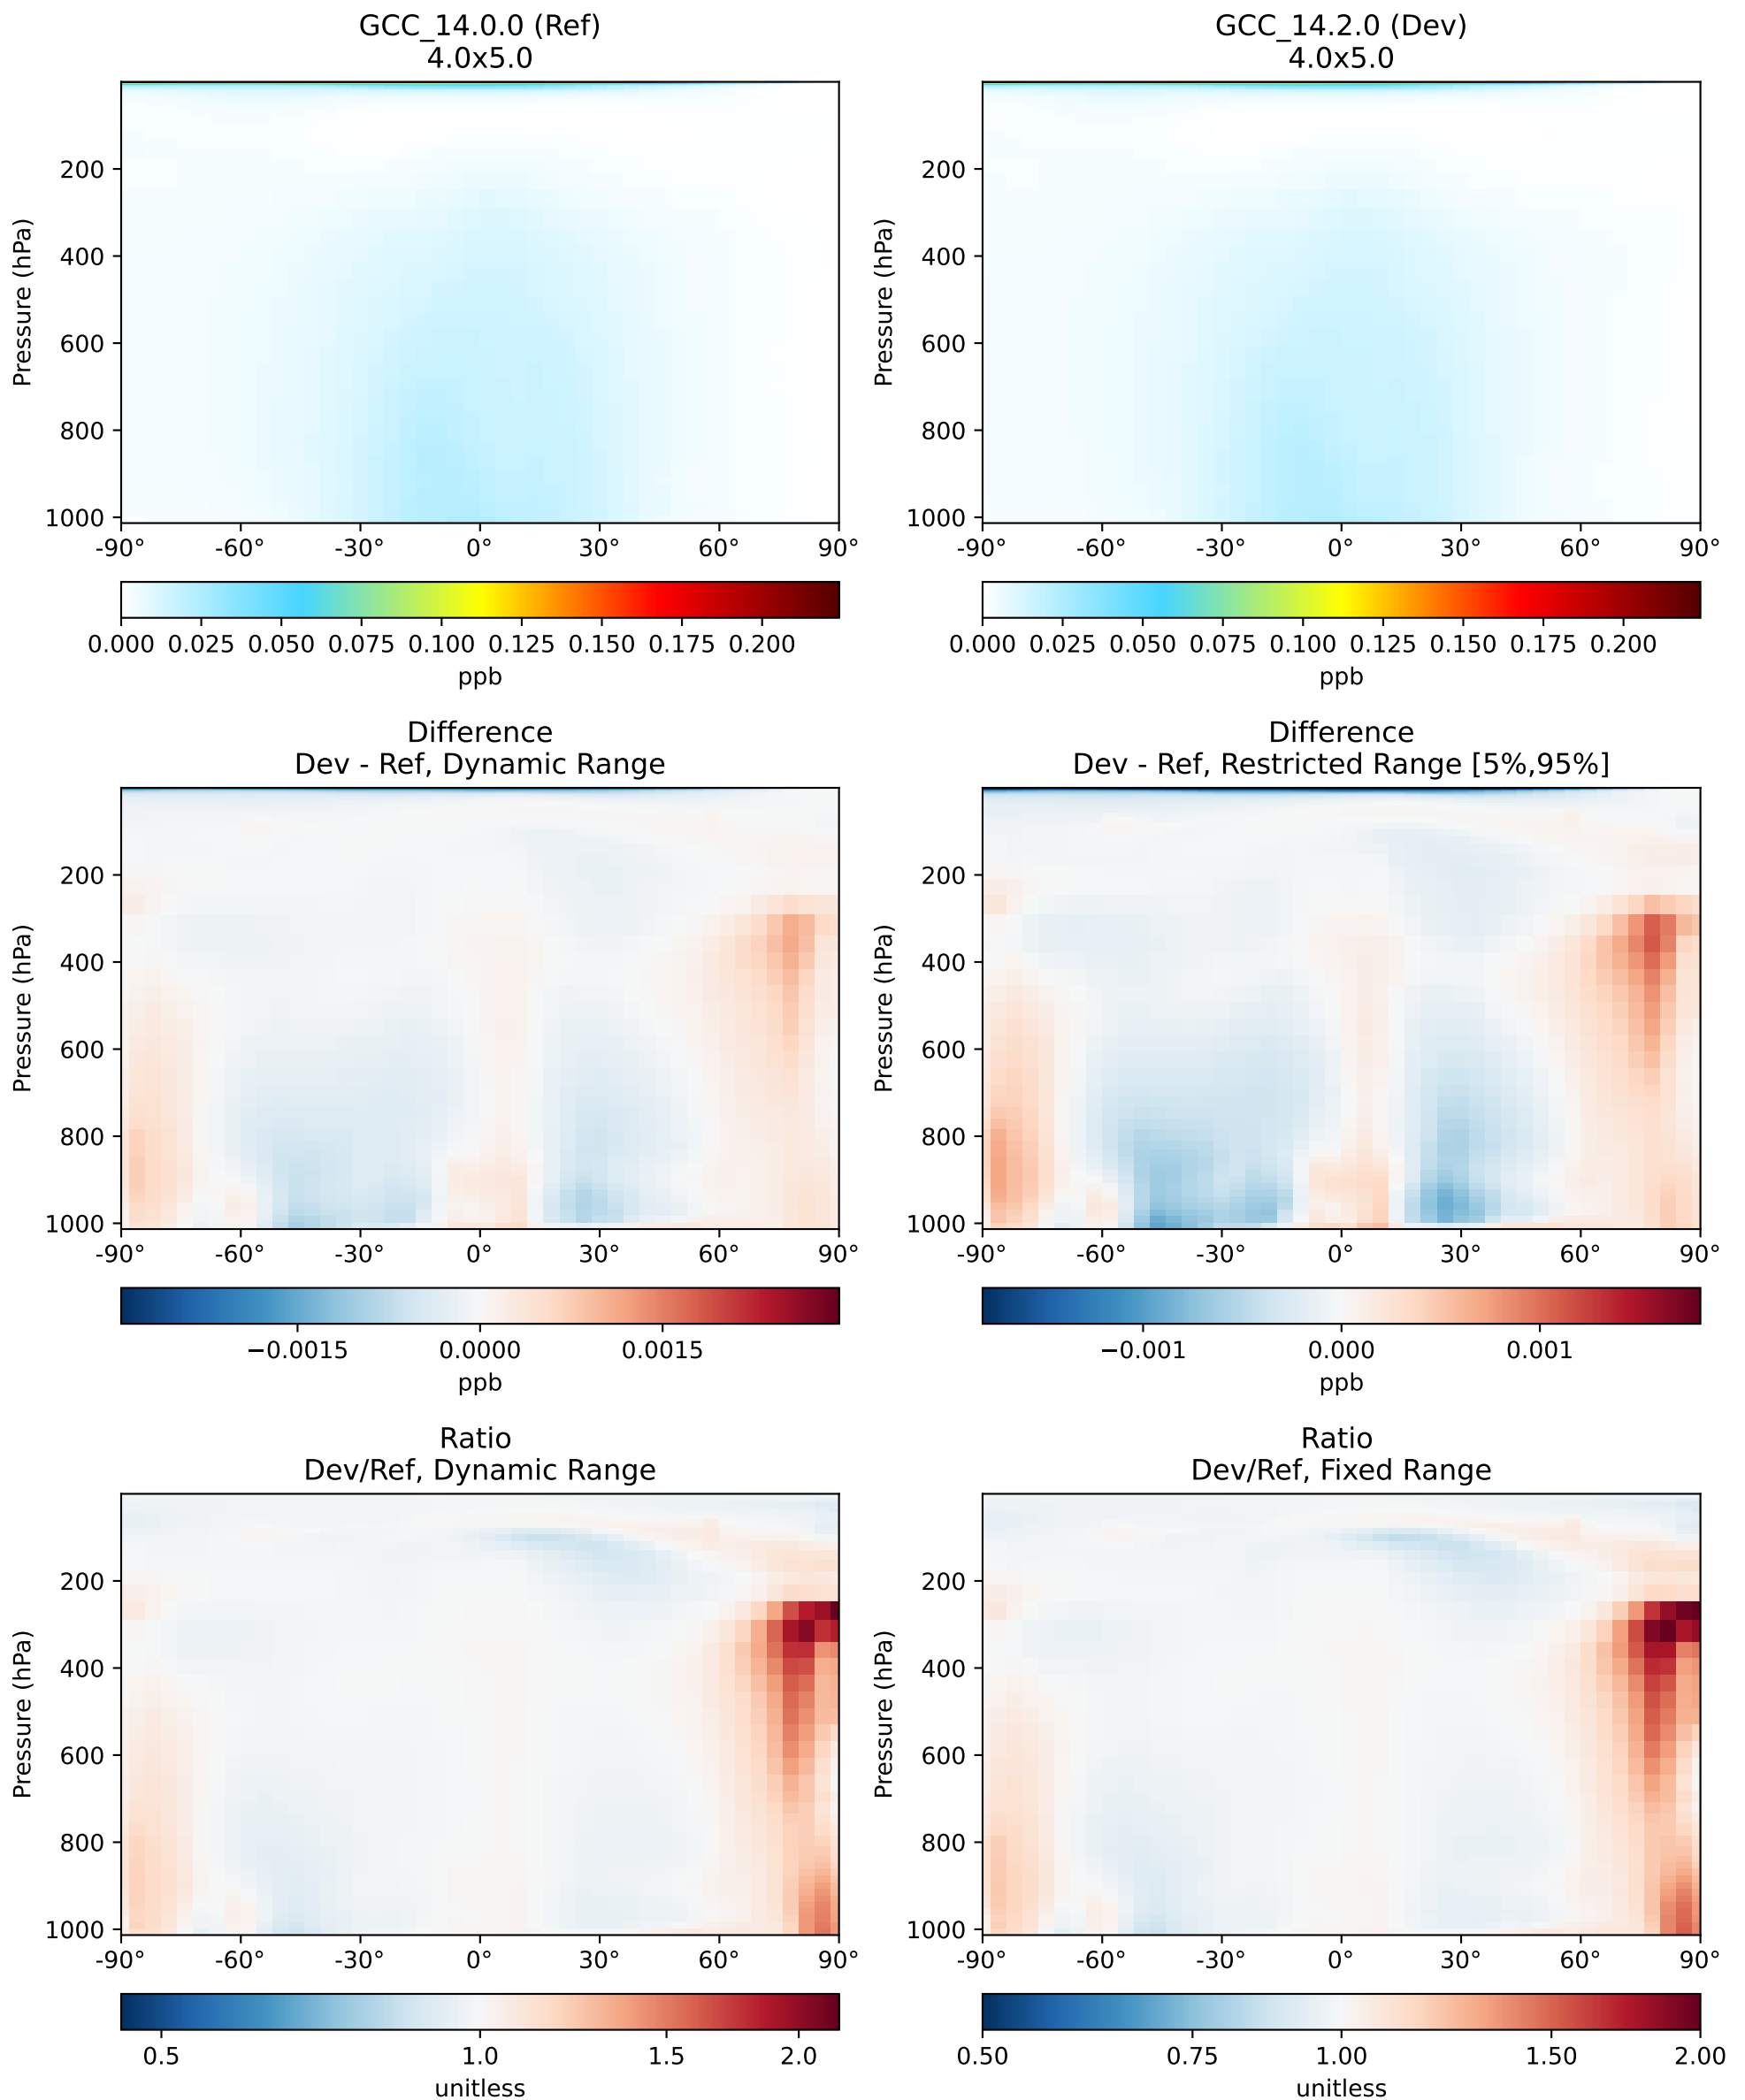 GCC_14.0.0 (Ref)
4.0x5.0
Pressure (hPa)
200
400
600
800
1000
-90° -60° -30° 0° 30° 60° 90°
0.000 0.025 0.050 0.075 0.100 0.125 0.150 0.175 0.200
ppb
GCC_14.2.0 (Dev)
4.0x5.0
Pressure (hPa)
200
400
600
800
1000
-90° -60° -30° 0° 30° 60° 90°
0.000 0.025 0.050 0.075 0.100 0.125 0.150 0.175 0.200
ppb
Difference
Dev - Ref, Dynamic Range
Pressure (hPa)
200
400
600
800
1000
-90° -60° -30° 0° 30° 60° 90°
−0.0015 0.0000 0.0015
ppb
Difference
Dev - Ref, Restricted Range [5%,95%]
Pressure (hPa)
200
400
600
800
1000
-90° -60° -30° 0° 30° 60° 90°
−0.001 0.000 0.001
ppb
Ratio
Dev/Ref, Dynamic Range
Pressure (hPa)
200
400
600
800
1000
-90° -60° -30° 0° 30° 60° 90°
0.5 1.0 1.5 2.0
unitless
Ratio
Dev/Ref, Fixed Range
Pressure (hPa)
200
400
600
800
1000
-90° -60° -30° 0° 30° 60° 90°
0.50 0.75 1.00 1.50 2.00
unitless